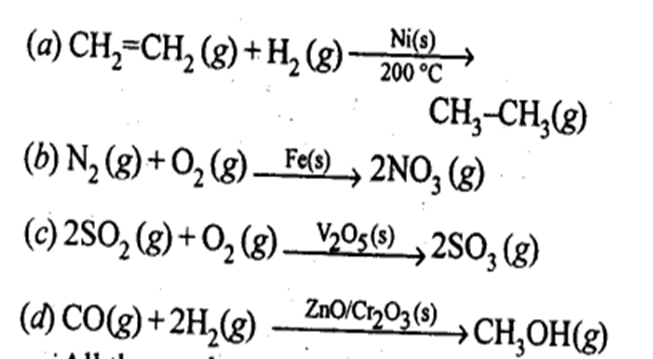 (a) CH₂=CH₂ (g) + H₂ (g) Ni(s) / 200 °C →
CH₃–CH₃(g)
(b) N₂ (g) + O₂ (g) Fe(s) → 2NO₃ (g)
(c) 2SO₂ (g) + O₂ (g) V₂O₅(s) → 2SO₃ (g)
(d) CO(g) + 2H₂(g) ZnO/Cr₂O₃(s) → CH₃OH(g)